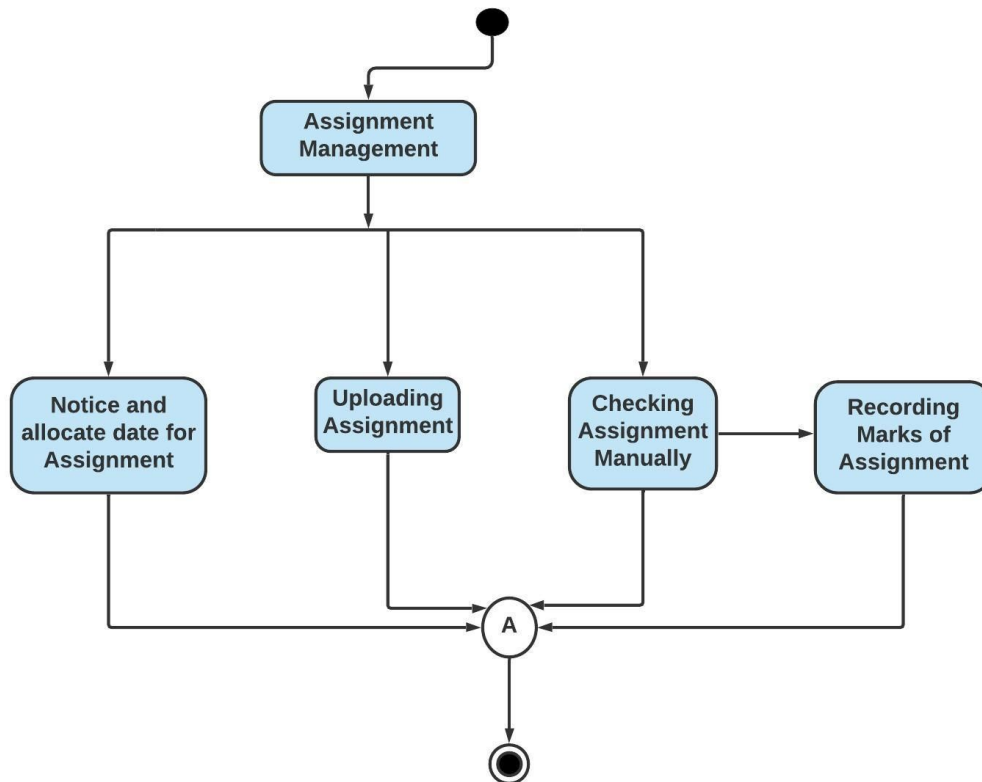 Assignment
Management
Notice and
allocate date for
Assignment
Uploading
Assignment
Checking
Assignment
Manually
Recording
Marks of
Assignment
A